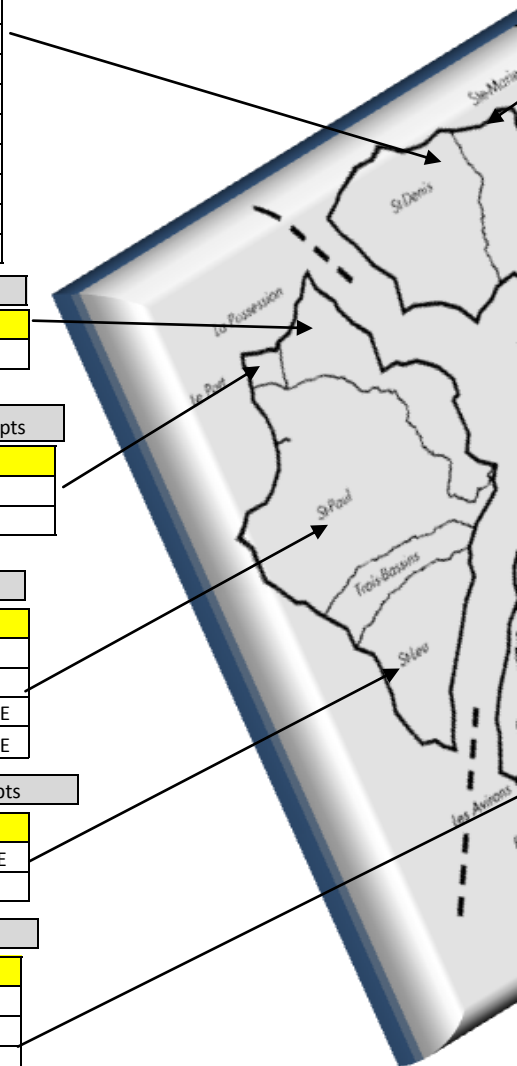 Ste-Marie
St-Denis
La Possession
Le Port
pts
St-Paul
Trois-Bassins
St-Leu
E
E
pts
Les Avirons
E